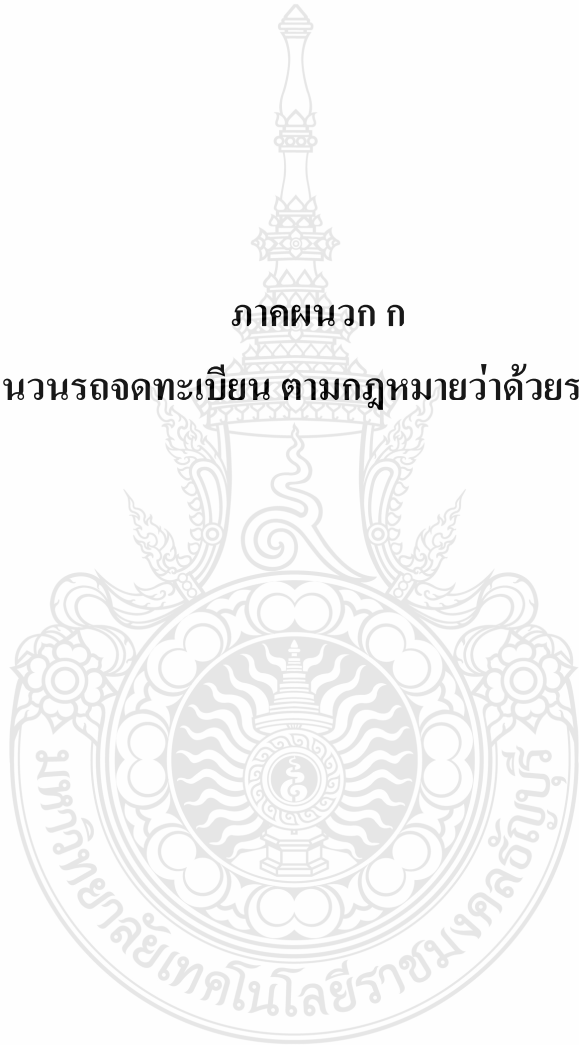 ภาคผนวก ก
นวนรถจดทะเบียน ตามกฎหมายว่าด้วยร
มหาวิทยาลัยเทคโนโลยีราชมงคลธัญบุรี